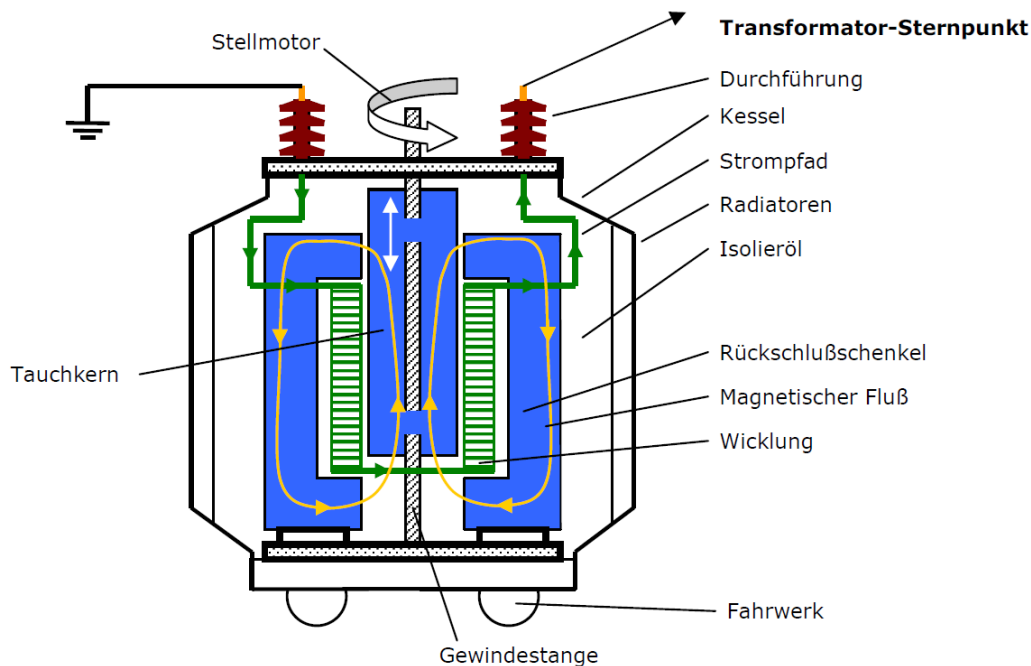 Stellmotor
Transformator-Sternpunkt
Durchführung
Kessel
Strompfad
Radiatoren
Isolieröl
Rückschlußschenkel
Tauchkern
Magnetischer Fluß
Wicklung
Fahrwerk
Gewindestange